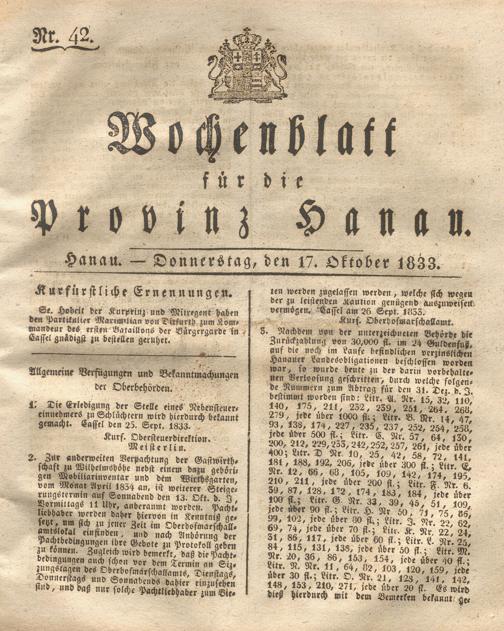 Nr. 42.
Wochenblatt
für die
Provinz Hanau.
Hanau. — Donnerstag, den 17. Oktober 1833.
Kurfürstliche Ernennungen.
Se. Hoheit der Kurprinz und Mitregent haben
den Partikulier Maximilian von Dirfurth zum Kom-
mandeur des ersten Bataillons der Bürgergarde in
Cassel gnädigst zu bestellen geruhet.
Allgemeine Verfügungen und Bekanntmachungen
der Oberbehörden.
1. Die Erledigung der Stelle eines Nebensteuer-
einnehmers zu Schlüchtern wird hierdurch bekannt
gemacht. Cassel den 25. Sept. 1833.
Kurf. Obersteuerdirektion.
Meisterlin.
2. Zur anderweiten Verpachtung der Gastwirth-
schaft zu Wilhelmshöhe nebst einem dazu gehöri-
gen Mobiliarinventar und dem Wirthsgarten,
vom Monat April 1834 an, ist weiterer Steige-
rungstermin auf Sonnabend den 13. Okt. d. J.
Vormittags 11 Uhr, anberaumt worden. Pacht-
liebhaber werden daher hiervon in Kenntniß ge-
setzt, um sich zu jener Zeit im Oberhofmarschall-
amtslokal einfinden, und nach Anhörung der
Pachtbedingungen ihre Gebote zu Protokoll geben
zu können. Zugleich wird bemerkt, daß die Pacht-
bedingungen auch schon vor dem Termin an Siz-
zungstagen des Oberhofmarschallamts, Dienstags,
Donnerstags und Sonnabends dahier einzusehen
sind, und daß nur solche Pachtliebhaber zum Bie-
ten werden zugelassen werden, welche sich wegen
der zu leistenden Kaution genügend auszuweisen
vermögen. Cassel am 26. Sept. 1833.
Kurf. Oberhofmarschallamt.
3. Nachdem von der unterzeichneten Behörde die
Zurückzahlung von 30,000 fl. im 24 Guldenfuß,
auf die noch im Laufe befindlichen verzinslichen
Hanauer Landesobligationen beschlossen worden
war, so wurde heute zu der darin vorbehalte-
nen Verloosung geschritten, durch welche folgen-
de Nummern zum Abtrag für den 31. Dez. d. J.
bestimmt worden sind: Litr. A. Nr. 15, 32, 110,
140, 175, 211, 252, 259, 251, 264, 268,
279, jede über 1000 fl.; Litr. B. Nr. 14, 47,
93, 138, 174, 227, 235, 237, 252, 254, 258,
jede über 500 fl.; Litr. C. Nr. 57, 64, 130,
200, 212, 229, 233, 242, 252, 257, 261, jede über
400; Litr. D Nr. 10, 25, 42, 58, 72, 141,
181, 188, 192, 206, jede über 300 fl.; Litr. E.
Nr. 12, 66, 68, 105, 109, 142, 174, 195,
210, 211, jede über 200 fl.; Litr. F. Nr. 6,
39, 87, 128, 172, 174, 183, 184, jede über
100 fl.; Litr. G. Nr. 33, 39, 45, 51, 109,
jede über 90 fl.; Litr. H. Nr. 50, 71, 75, 86,
99, 102, jede über 80 fl.; Litr. J. Nr. 22, 62,
69, 74, jede über 70 fl.; Litr. K. Nr. 22, 24,
31, 86, 117, jede über 60 fl.; Litr. L. Nr. 25,
84, 115, 131, 138, jede über 50 fl.; Litr. M.
Nr. 20, 36, 86, 153, 154, jede über 40 fl.;
Litr. N. Nr. 11, 64, 82, 103, 120, 159, jede
über 30 fl.; Litr. O. Nr. 21, 128, 141, 142,
148, 153, 210, 271, jede über 20 fl. Es wird
dieß hierdurch mit dem Bemerken bekannt ge